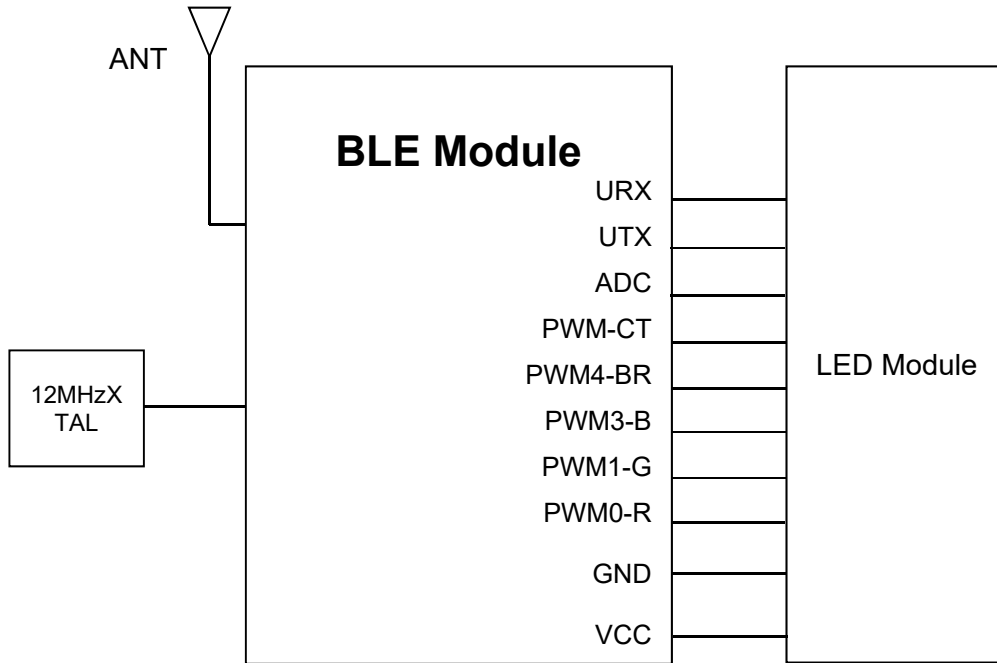 ANT
BLE Module
URX
UTX
ADC
PWM-CT
PWM4-BR
PWM3-B
PWM1-G
PWM0-R
GND
VCC
12MHzX
TAL
LED Module